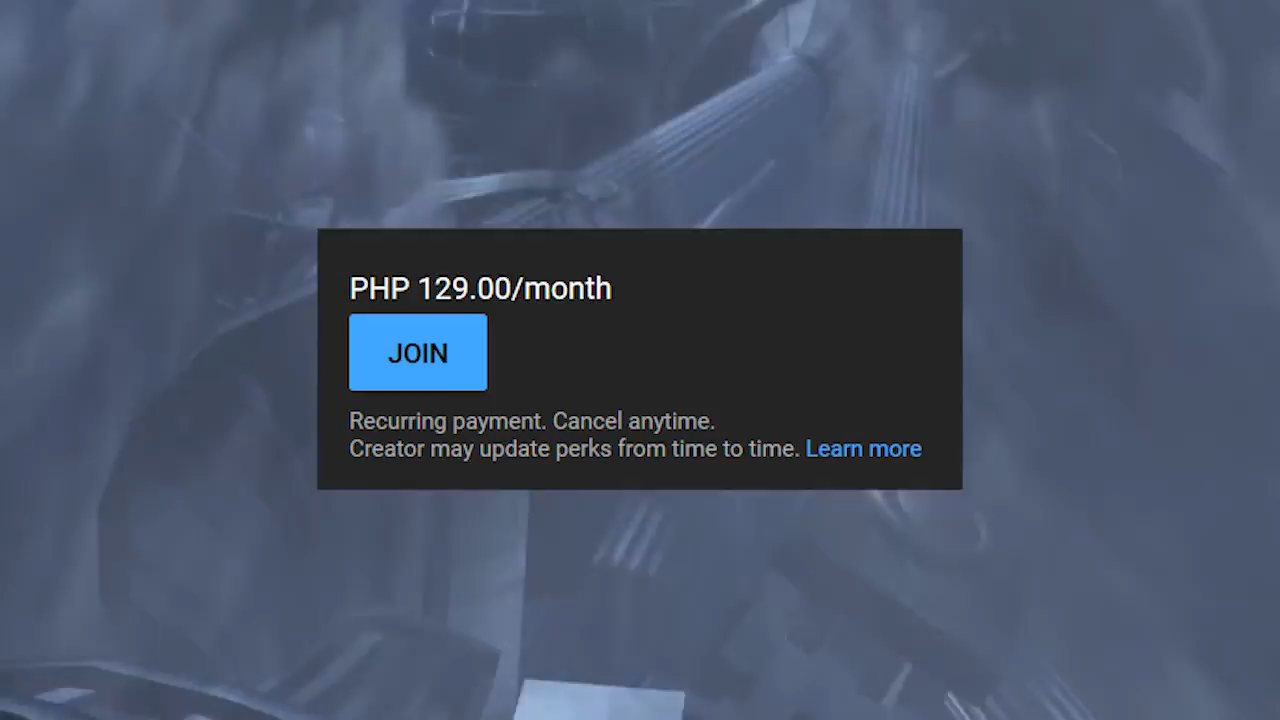 PHP 129.00/month
JOIN
Recurring payment. Cancel anytime.
Creator may update perks from time to time. Learn more